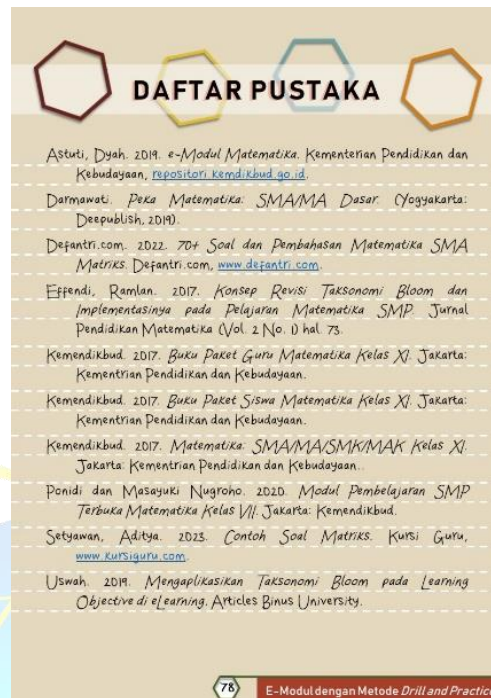 DAFTAR PUSTAKA
Astuti, Dyah. 2019. e-Modul Matematika. Kementerian Pendidikan dan
Kebudayaan, repositori.kemdikbud.go.id.
Darmawati. Peka Matematika: SMA/MA Dasar. (Yogyakarta:
Deepublish, 2019).
Defantri.com. 2022. 70+ Soal dan Pembahasan Matematika SMA
Matriks. Defantri.com, www.defantri.com.
Effendi, Ramlan. 2017. Konsep Revisi Taksonomi Bloom dan
Implementasinya pada Pelajaran Matematika SMP. Jurnal
Pendidikan Matematika (Vol. 2 No. 1) hal. 73.
Kemendikbud. 2017. Buku Paket Guru Matematika Kelas XI. Jakarta:
Kementrian Pendidikan dan Kebudayaan.
Kemendikbud. 2017. Buku Paket Siswa Matematika Kelas XI. Jakarta:
Kementrian Pendidikan dan Kebudayaan.
Kemendikbud. 2017. Matematika: SMA/MA/SMK/MAK Kelas XI.
Jakarta: Kementrian Pendidikan dan Kebudayaan..
Ponidi dan Masayuki Nugroho. 2020. Modul Pembelajaran SMP
Terbuka Matematika Kelas VII. Jakarta: Kemendikbud.
Setyawan, Aditya. 2023. Contoh Soal Matriks. Kursi Guru,
www.kursiguru.com.
Uswah. 2019. Mengaplikasikan Taksonomi Bloom pada Learning
Objective di eLearning. Articles Binus University.
78
E-Modul dengan Metode Drill and Practice